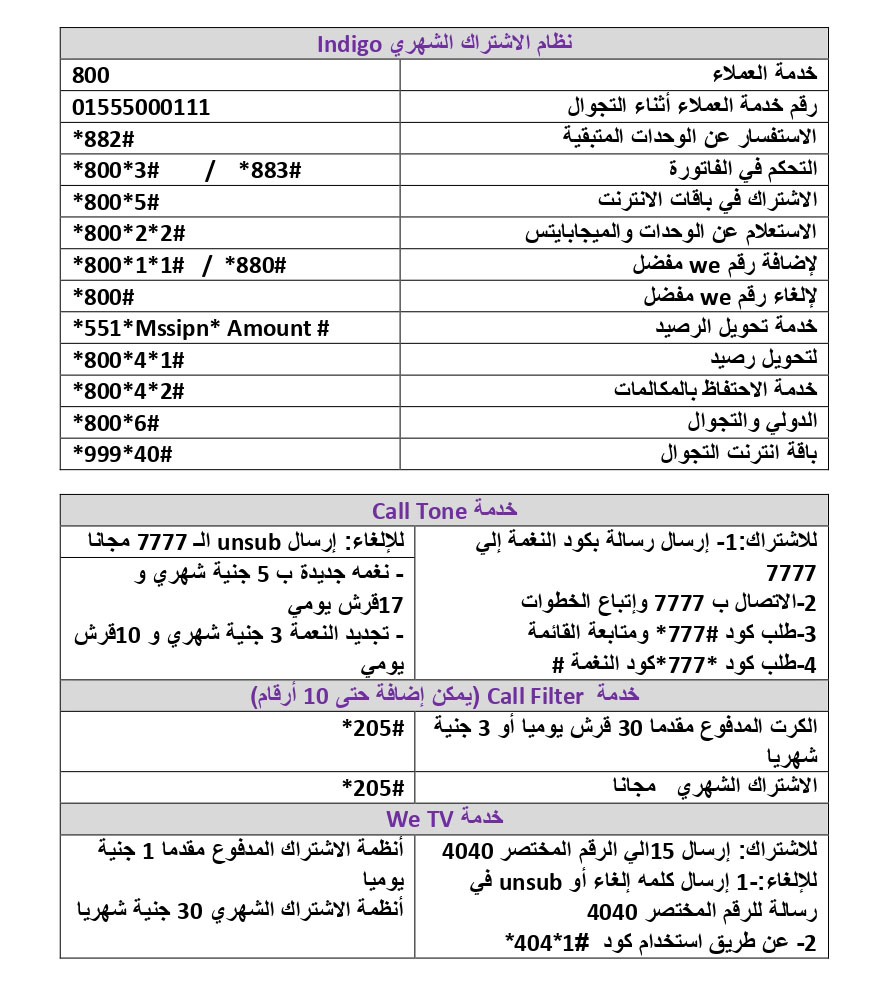 نظام الاشتراك الشهري Indigo
خدمة العملاء 800
رقم خدمة العملاء أثناء التجوال 01555000111
الاستفسار عن الوحدات المتبقية *882#
التحكم في الفاتورة *800*3# / *883#
الاشتراك في باقات الانترنت *800*5#
الاستعلام عن الوحدات والميجابايتس *800*2*2#
لإضافة رقم we مفضل *800*1*1# / *880#
لإلغاء رقم we مفضل *800#
خدمة تحويل الرصيد *551*Mssipn* Amount #
لتحويل رصيد *800*4*1#
خدمة الاحتفاظ بالمكالمات *800*4*2#
الدولي والتجوال *800*6#
باقة انترنت التجوال *999*40#
خدمة Call Tone
للاشتراك:1- إرسال رسالة بكود النغمة إلي
7777
2-الاتصال ب 7777 وإتباع الخطوات
3-طلب كود #777* ومتابعة القائمة
4-طلب كود *777*كود النغمة #
للإلغاء: إرسال unsub الـ 7777 مجانا
- نغمه جديدة ب 5 جنية شهري و
17قرش يومي
- تجديد النعمة 3 جنية شهري و 10قرش
يومي
خدمة Call Filter (يمكن إضافة حتى 10 أرقام)
الكرت المدفوع مقدما 30 قرش يوميا أو 3 جنية
شهريا
*205#
الاشتراك الشهري مجانا *205#
خدمة We TV
للاشتراك: إرسال 15الي الرقم المختصر 4040
للإلغاء:-1 إرسال كلمه إلغاء أو unsub في
رسالة للرقم المختصر 4040
2- عن طريق استخدام كود *404*1#
أنظمة الاشتراك المدفوع مقدما 1 جنية
يوميا
أنظمة الاشتراك الشهري 30 جنية شهريا